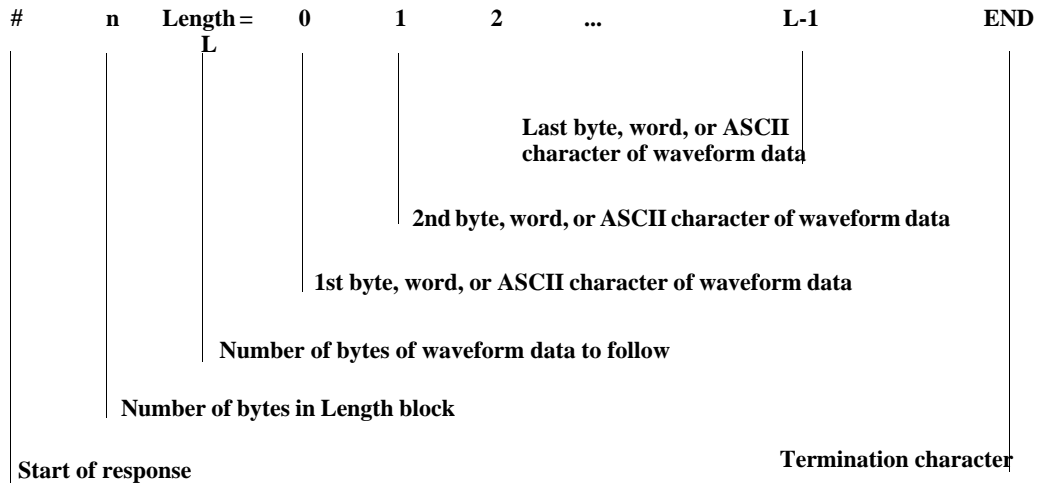 # n Length = 0 1 2 ... L-1 END
L
Last byte, word, or ASCII
character of waveform data
2nd byte, word, or ASCII character of waveform data
1st byte, word, or ASCII character of waveform data
Number of bytes of waveform data to follow
Number of bytes in Length block
Termination character
Start of response